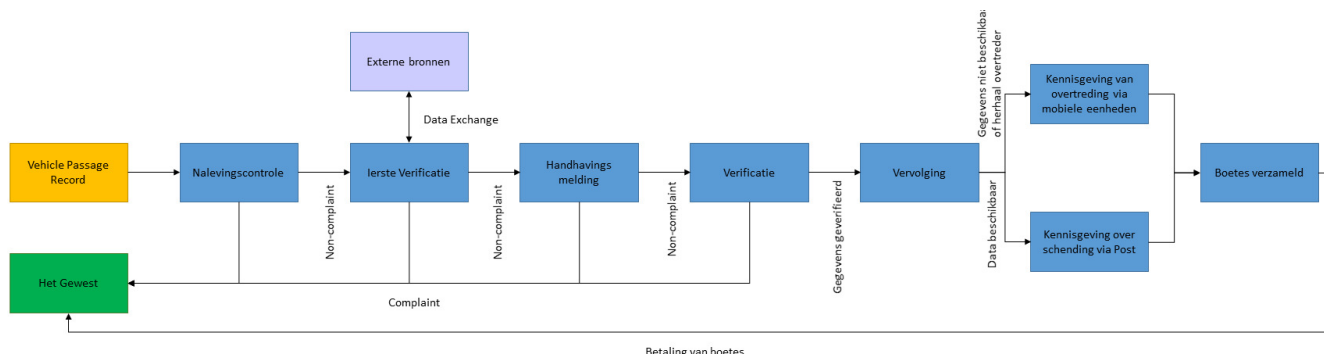 Externe bronnen
Data Exchange
Vehicle Passage
Record
Nalevingscontrole
Non-complaint
Ierste Verificatie
Non-complaint
Handhavings
melding
Non-complaint
Verificatie
Gegevens geverifieerd
Vervolging
Gegevens niet beschikba
of herhaal overtreder
Data beschikbaar
Kennisgeving van
overtreding via
mobiele eenheden
Kennisgeving over
schending via Post
Boetes verzameld
Het Gewest
Complaint
Betaling van boetes